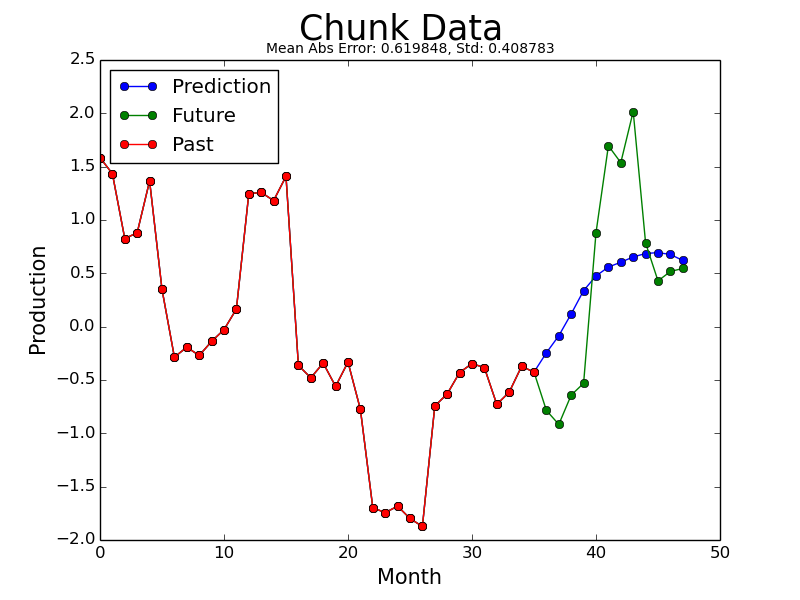 Chunk Data
Mean Abs Error: 0.619848, Std: 0.408783
2.5
2.0
1.5
1.0
0.5
0.0
−0.5
−1.0
−1.5
−2.0
Prediction
Future
Past
Production
0 10 20 30 40 50
Month